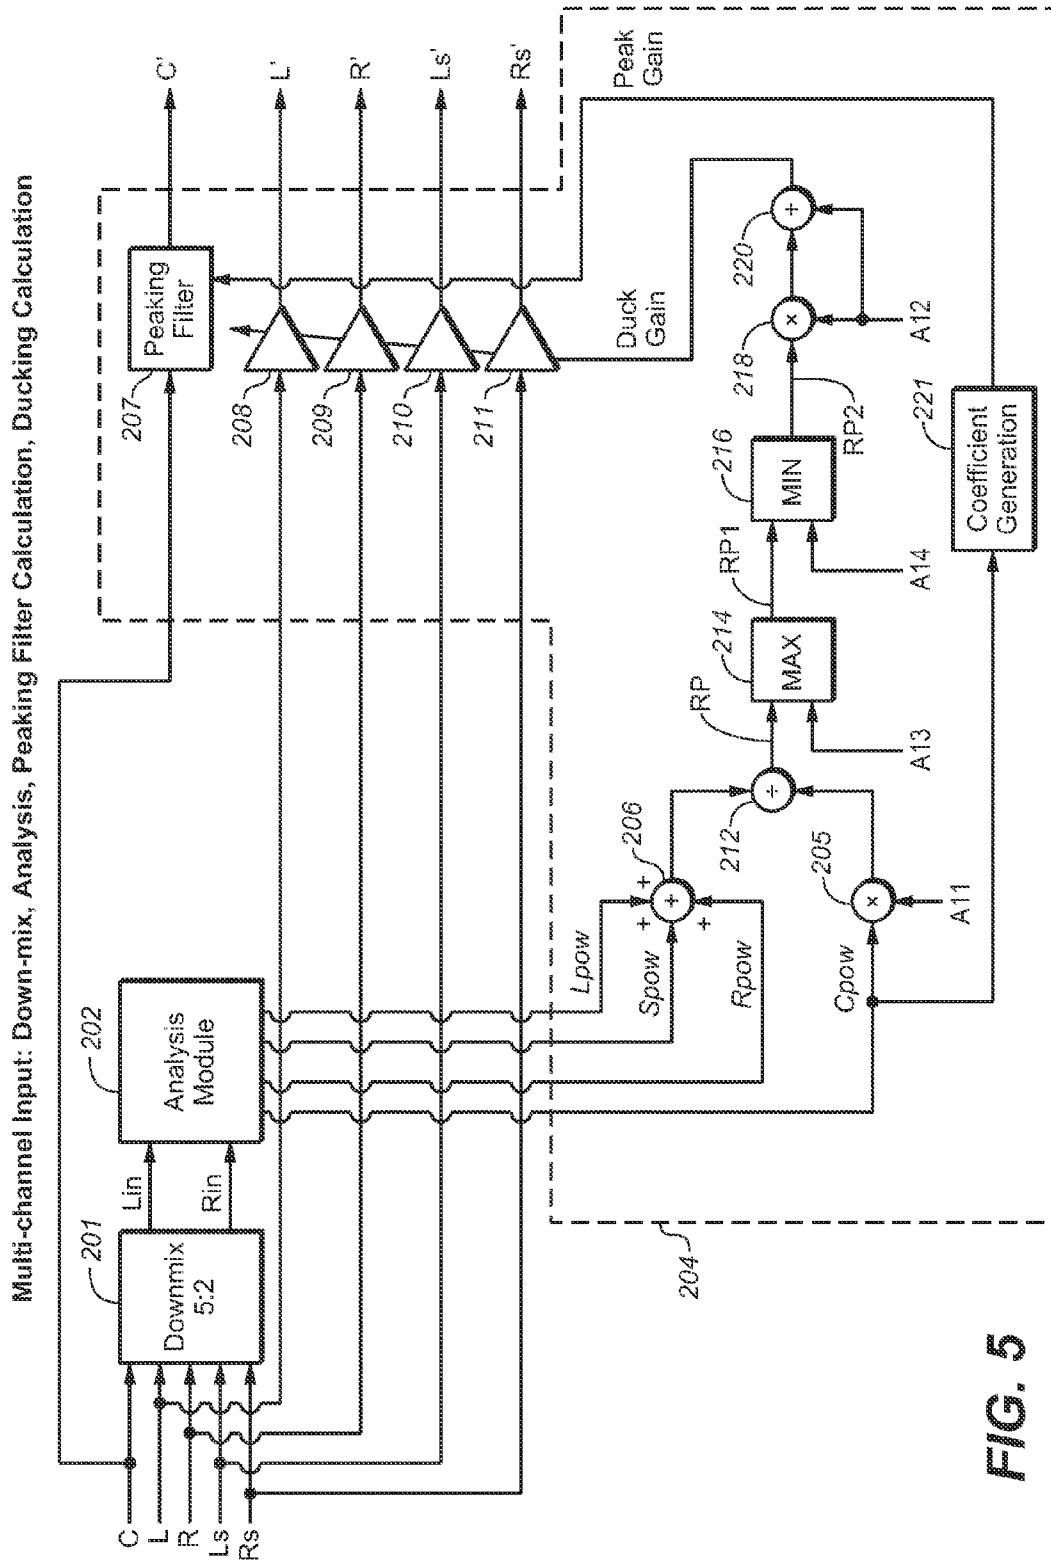 Multi-channel Input: Down-mix, Analysis, Peaking Filter Calculation, Ducking Calculation
C
L
R
Ls
Rs
201
Downmix
5:2
Lin
Rin
202
Analysis
Module
207
Peaking
Filter
208
209
210
211
C'
L'
R'
Ls'
Rs'
204
Lpow
Spow
Rpow
Cpow
+
+
+
+
206
×
205
A11
÷
212
RP
A13
214
MAX
RP1
A14
216
MIN
RP2
×
218
A12
+
220
Duck
Gain
Peak
Gain
221
Coefficient
Generation
FIG. 5